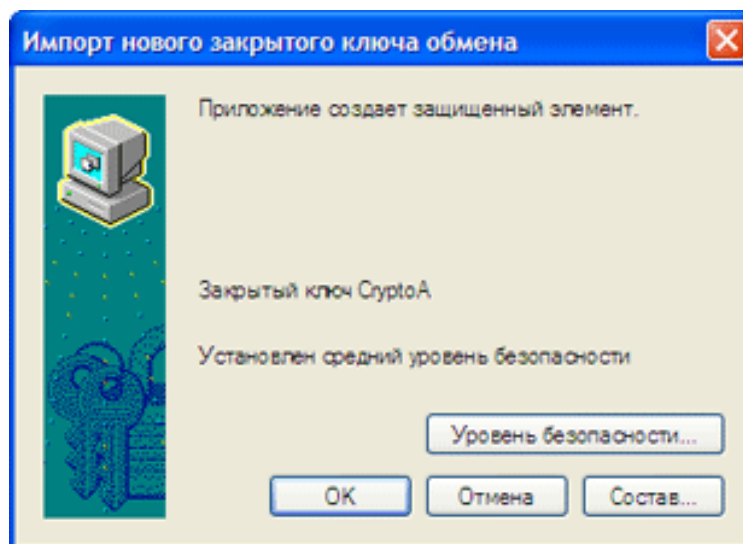 Импорт нового закрытого ключа обмена
Приложение создает защищенный элемент.
Закрытый ключ CryptoA
Установлен средний уровень безопасности
Уровень безопасности...
OK
Отмена
Состав...